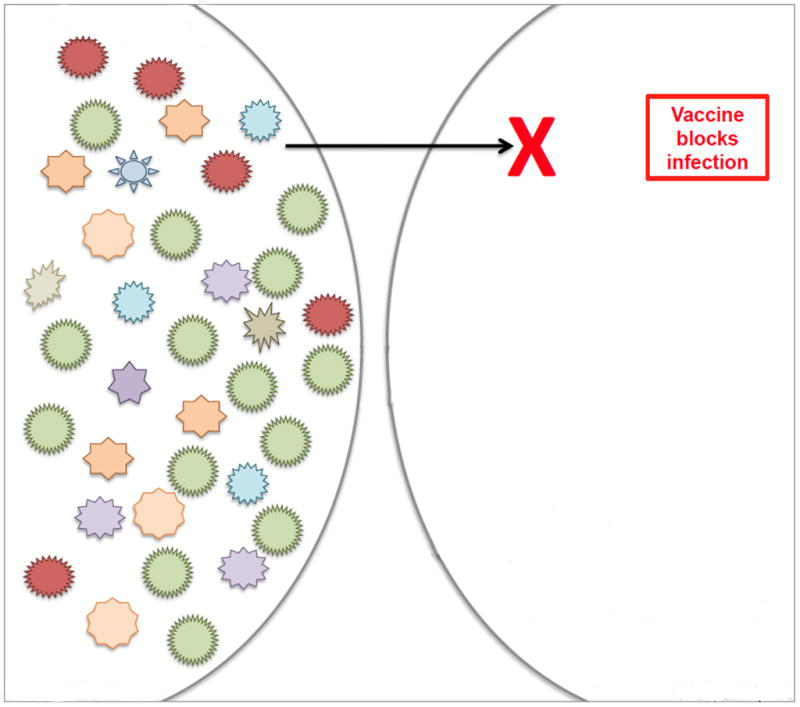 X
Vaccine
blocks
infection